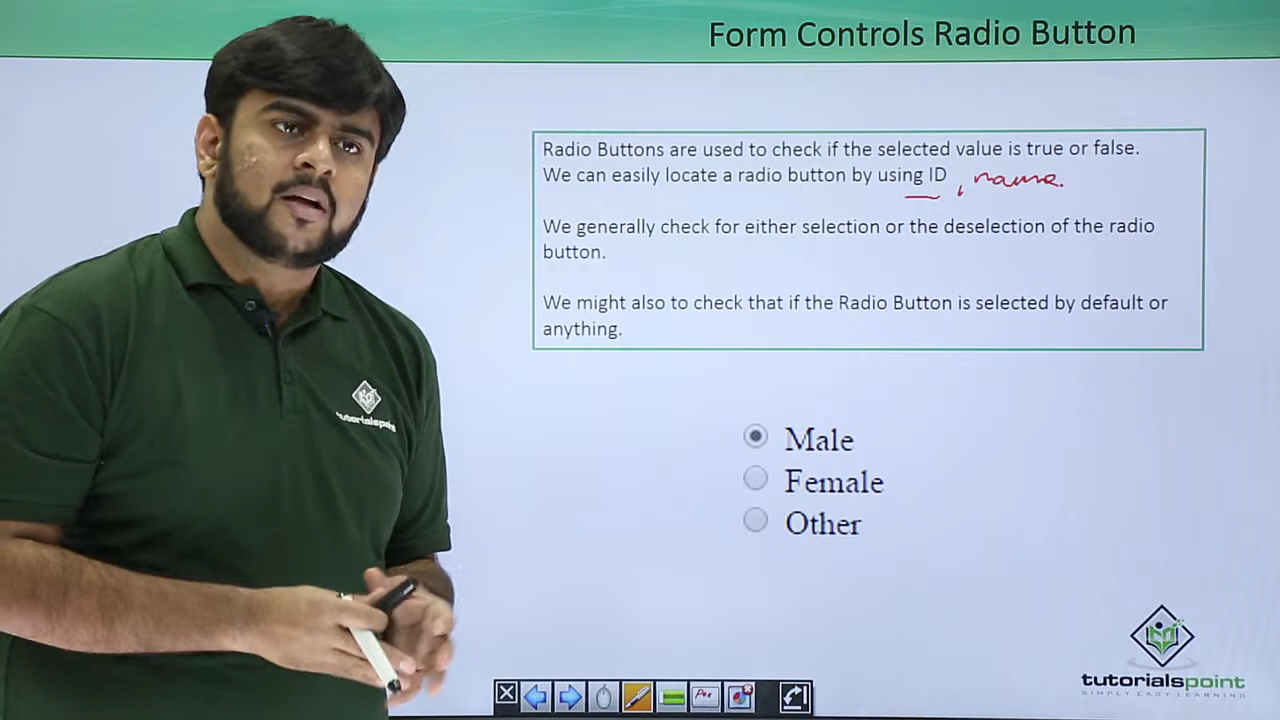 Form Controls Radio Button
Radio Buttons are used to check if the selected value is true or false.
We can easily locate a radio button by using ID , name.
We generally check for either selection or the deselection of the radio
button.
We might also to check that if the Radio Button is selected by default or
anything.
Male
Female
Other
tutorialspoint
tutorialspoint
SIMPLY EASY LEARNING
Pen